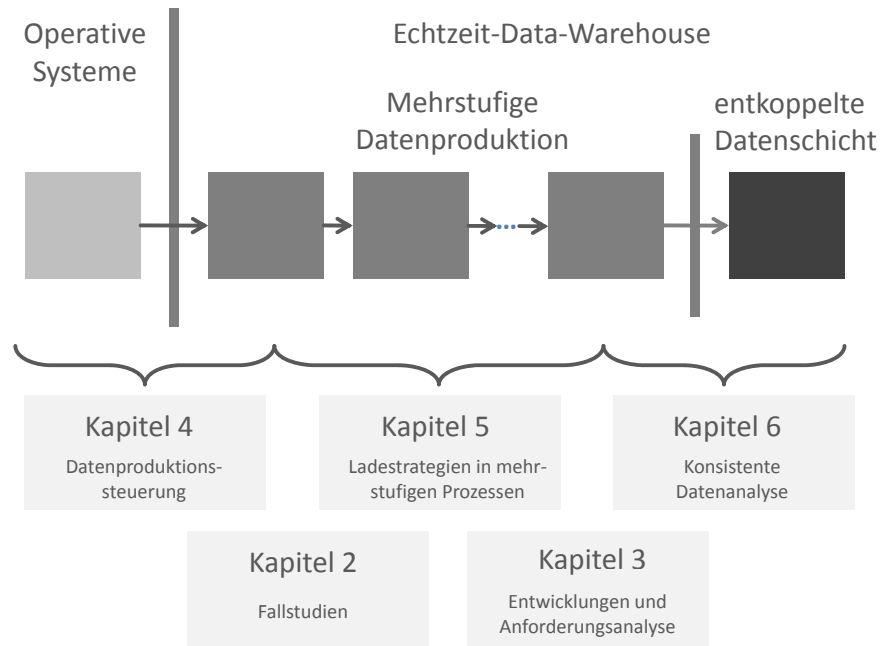 Operative
Systeme
Echtzeit-Data-Warehouse
Mehrstufige
Datenproduktion
entkoppelte
Datenschicht
Kapitel 4
Datenproduktions-
steuerung
Kapitel 5
Ladestrategien in mehr-
stufigen Prozessen
Kapitel 6
Konsistente
Datenanalyse
Kapitel 2
Fallstudien
Kapitel 3
Entwicklungen und
Anforderungsanalyse